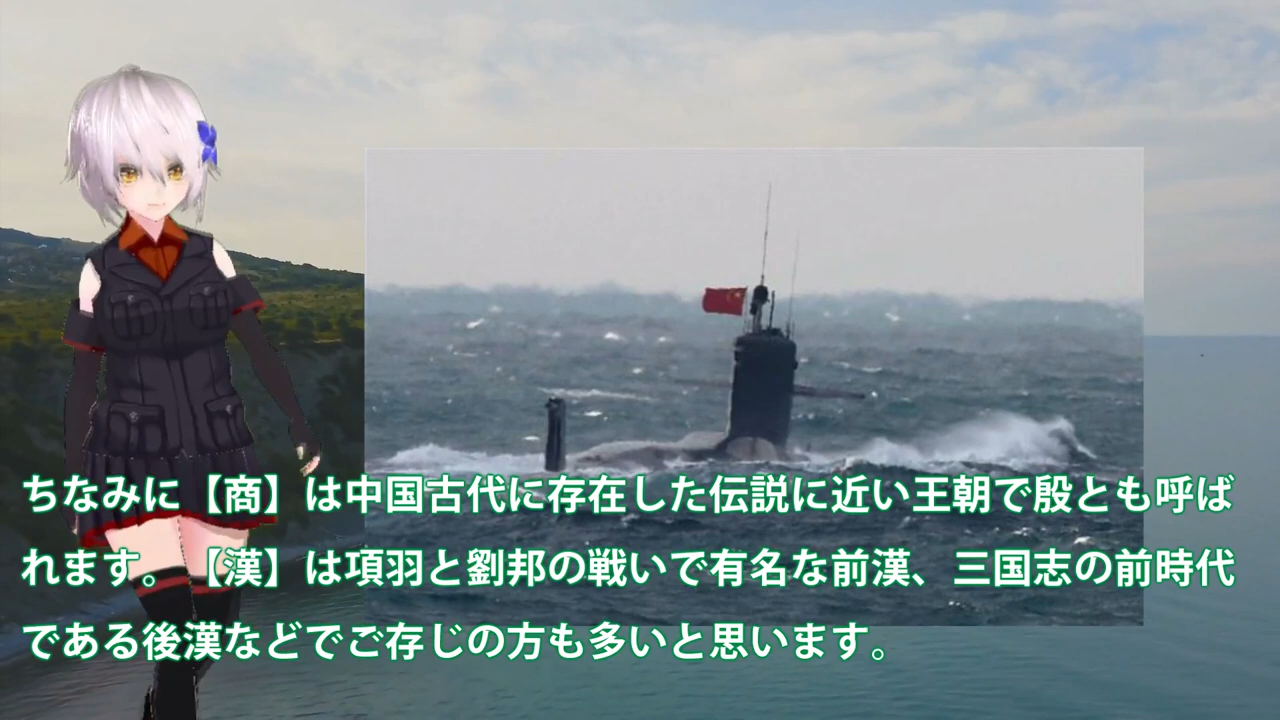 ちなみに【商】は中国古代に存在した伝説に近い王朝で殷とも呼ば
れます。【漢】は項羽と劉邦の戦いで有名な前漢、三国志の前時代
である後漢などでご存じの方も多いと思います。